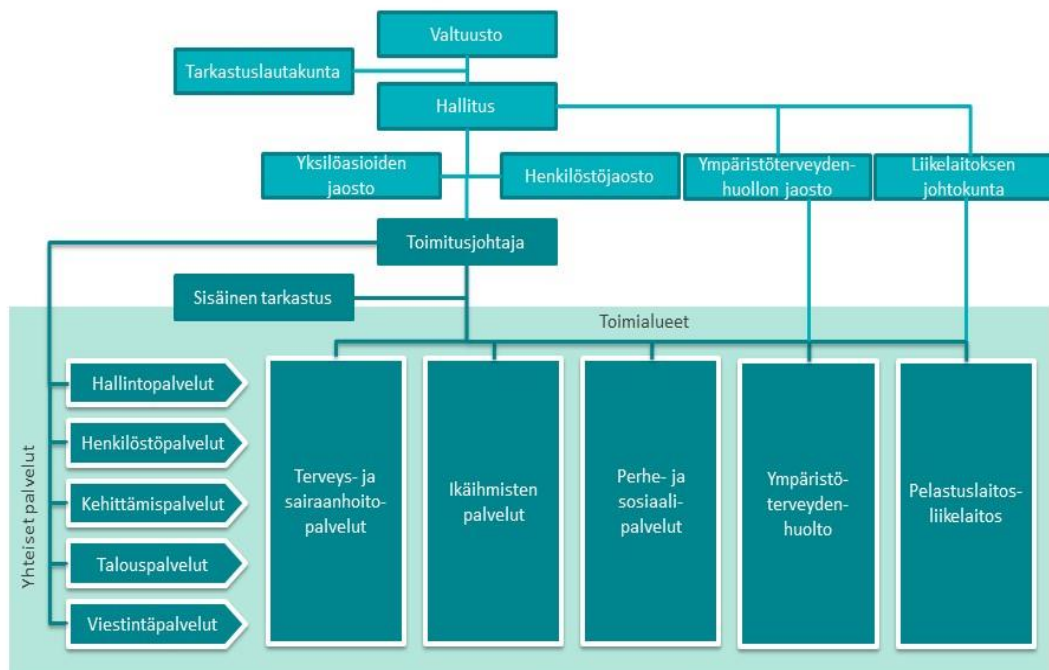 Valtuusto
Tarkastuslautakunta
Hallitus
Yksilöasioiden
jaosto
Henkilöstöjaosto
Ympäristöterveyden-
huollon jaosto
Liikelaitoksen
johtokunta
Toimitusjohtaja
Sisäinen tarkastus
Toimialueet
Yhteiset palvelut
Hallintopalvelut
Henkilöstöpalvelut
Kehittämispalvelut
Talouspalvelut
Viestintäpalvelut
Terveys- ja
sairaanhoito-
palvelut
Ikäihmisten
palvelut
Perhe- ja
sosiaali-
palvelut
Ympäristö-
terveyden-
huolto
Pelastuslaitos-
liikelaitos